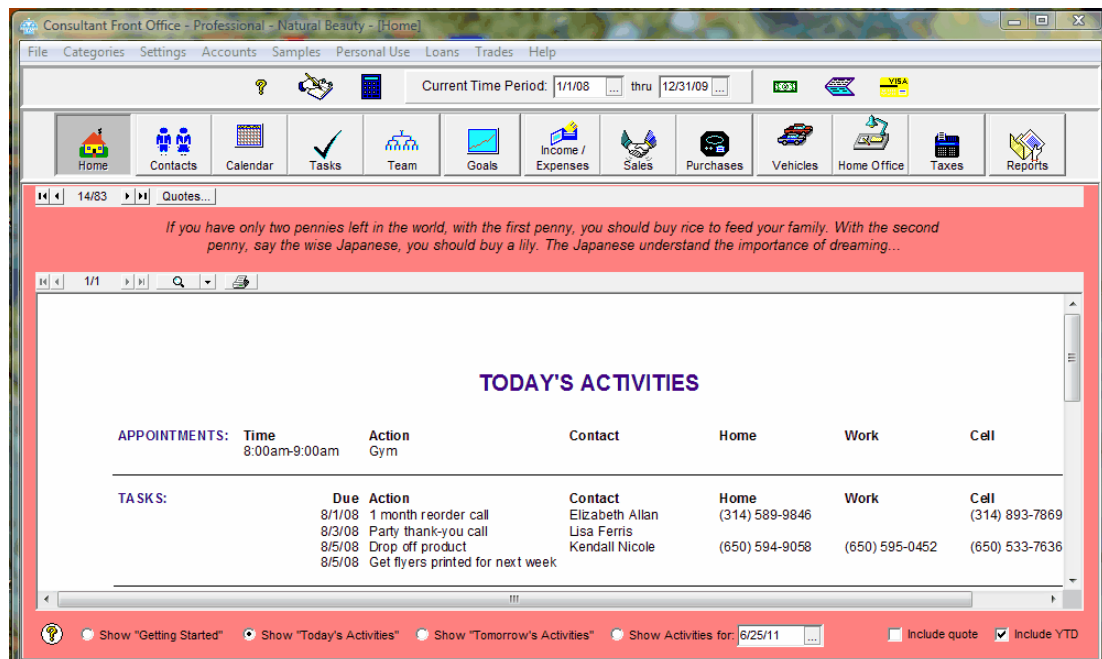 Consultant Front Office - Professional - Natural Beauty - [Home]
File Categories Settings Accounts Samples Personal Use Loans Trades Help
Current Time Period: 1/1/08 ... thru 12/31/09 ... VISA
Home Contacts Calendar Tasks Team Goals Income / Expenses Sales Purchases Vehicles Home Office Taxes Reports
14/83 Quotes...
If you have only two pennies left in the world, with the first penny, you should buy rice to feed your family. With the second
penny, say the wise Japanese, you should buy a lily. The Japanese understand the importance of dreaming...
1/1
TODAY'S ACTIVITIES
APPOINTMENTS: Time Action Contact Home Work Cell
8:00am-9:00am Gym
TASKS: Due Action Contact Home Work Cell
8/1/08 1 month reorder call Elizabeth Allan (314) 589-9846 (314) 893-7869
8/3/08 Party thank-you call Lisa Ferris
8/5/08 Drop off product Kendall Nicole (650) 594-9058 (650) 595-0452 (650) 533-7636
8/5/08 Get flyers printed for next week
Show "Getting Started" Show "Today's Activities" Show "Tomorrow's Activities" Show Activities for: 6/25/11 ... Include quote Include YTD